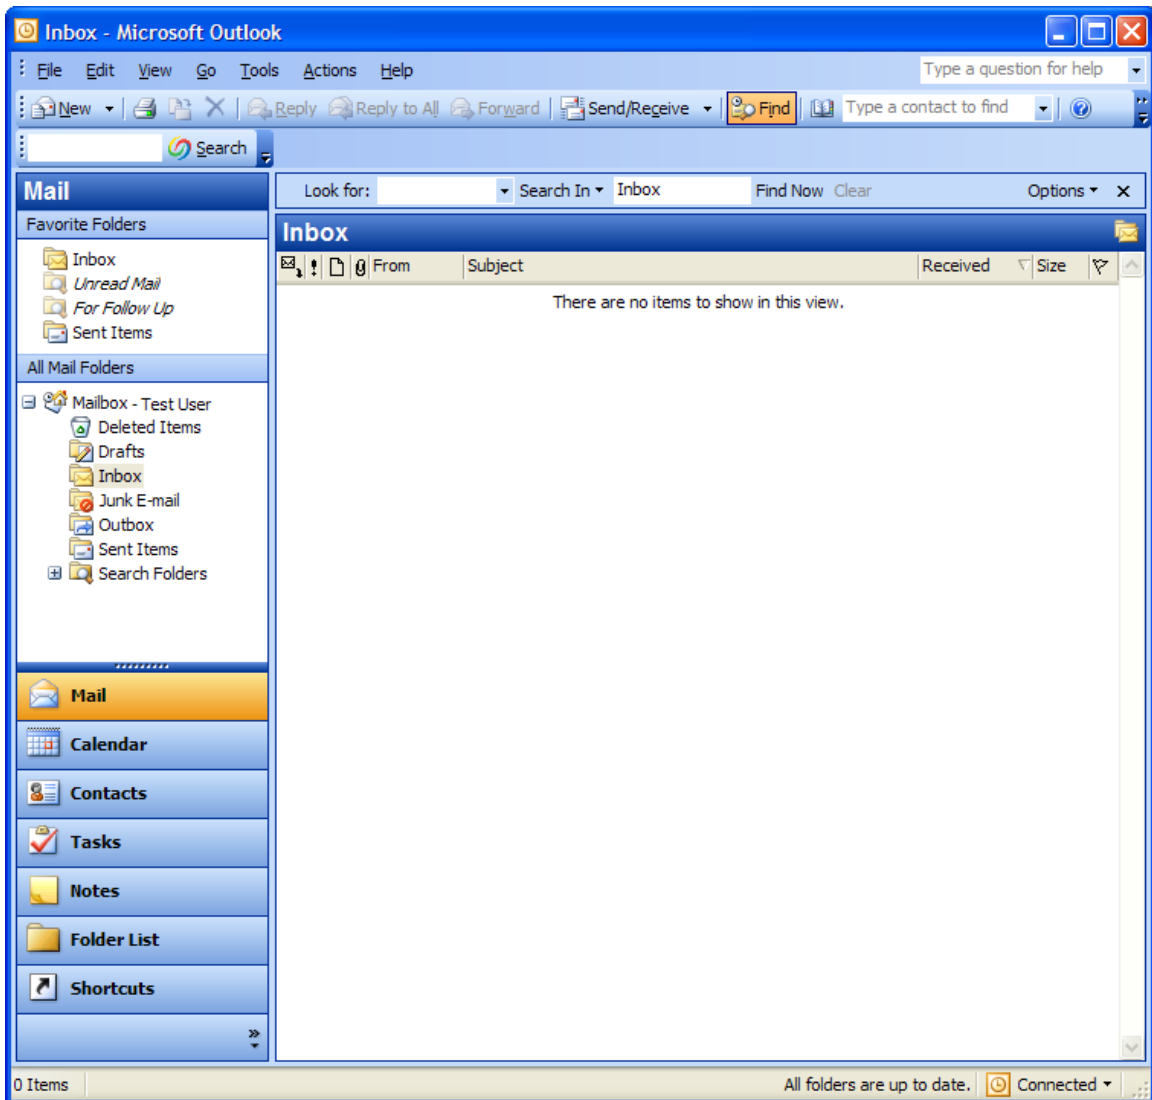 Inbox - Microsoft Outlook
File Edit View Go Tools Actions Help Type a question for help
New Reply Reply to All Forward Send/Receive Find Type a contact to find
Search
Mail
Look for: Search In Inbox Find Now Clear Options
Favorite Folders
Inbox
Unread Mail
For Follow Up
Sent Items
All Mail Folders
Mailbox - Test User
Deleted Items
Drafts
Inbox
Junk E-mail
Outbox
Sent Items
Search Folders
Inbox
From Subject Received Size
There are no items to show in this view.
Mail
Calendar
Contacts
Tasks
Notes
Folder List
Shortcuts
0 Items All folders are up to date. Connected